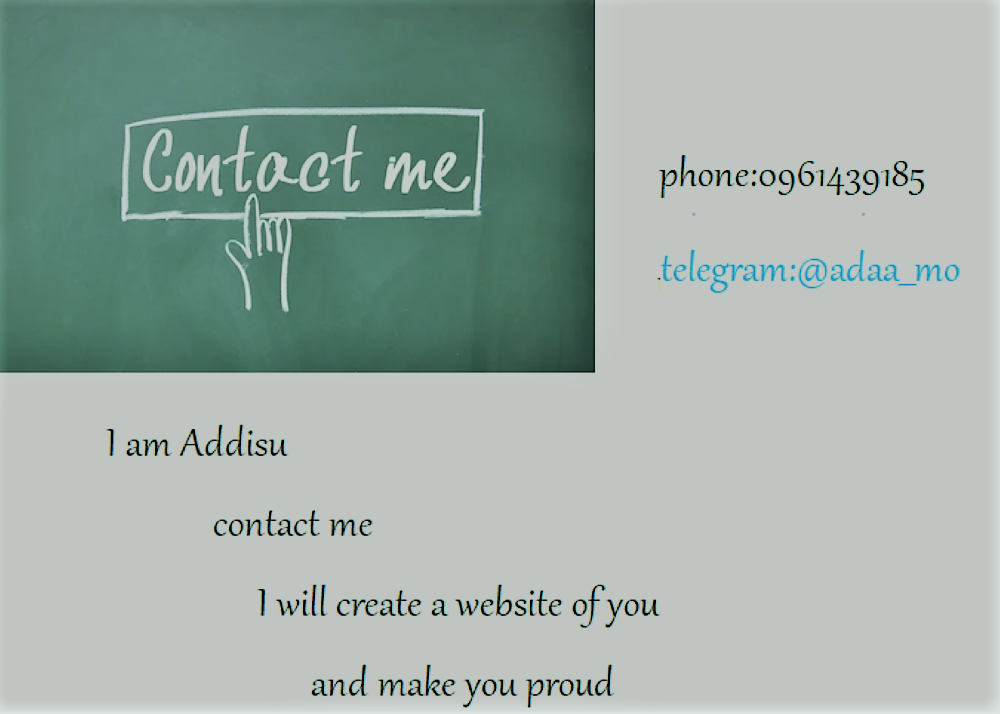 Contact me
phone:0961439185
telegram:@adaa_mo
I am Addisu
contact me
I will create a website of you
and make you proud